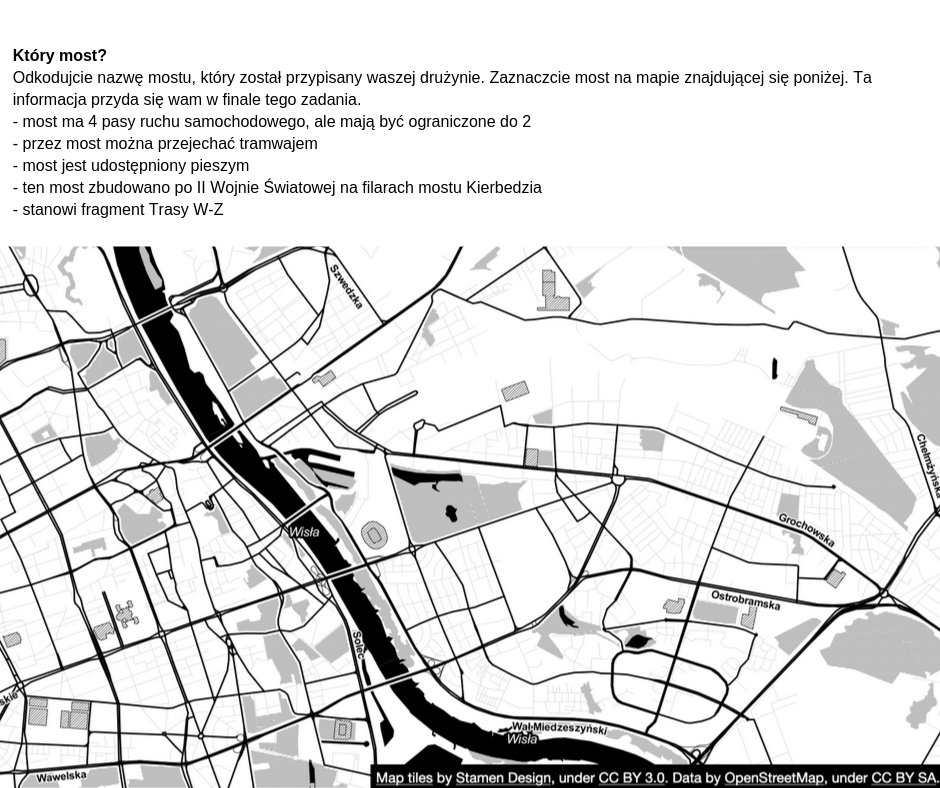 Który most?
Odkodujcie nazwę mostu, który został przypisany waszej drużynie. Zaznaczcie most na mapie znajdującej się poniżej. Ta
informacja przyda się wam w finale tego zadania.
- most ma 4 pasy ruchu samochodowego, ale mają być ograniczone do 2
- przez most można przejechać tramwajem
- most jest udostępniony pieszym
- ten most zbudowano po II Wojnie Światowej na filarach mostu Kierbedzia
- stanowi fragment Trasy W-Z
Szwedzka
Chełmżyńska
Grochowska
Wisła
Ostrobramska
Solec
skie
Wał Miedzeszyński
Wisła
Wawelska
Map tiles by Stamen Design, under CC BY 3.0. Data by OpenStreetMap, under CC BY SA.